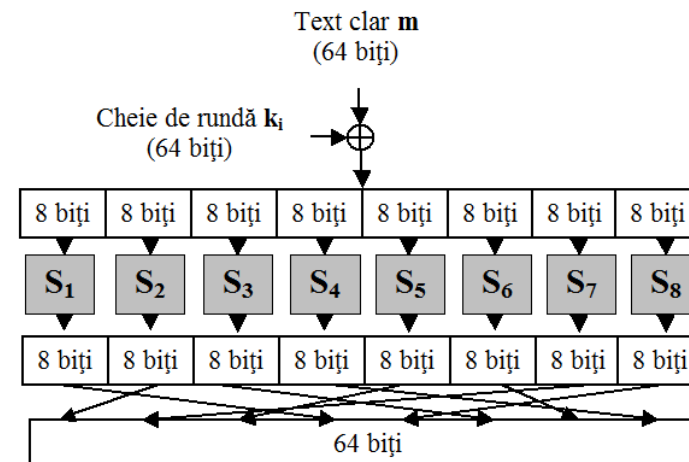 Text clar m
(64 biţi)
Cheie de rundă ki
(64 biţi)
8 biţi 8 biţi 8 biţi 8 biţi 8 biţi 8 biţi 8 biţi 8 biţi
S1 S2 S3 S4 S5 S6 S7 S8
8 biţi 8 biţi 8 biţi 8 biţi 8 biţi 8 biţi 8 biţi 8 biţi
64 biţi